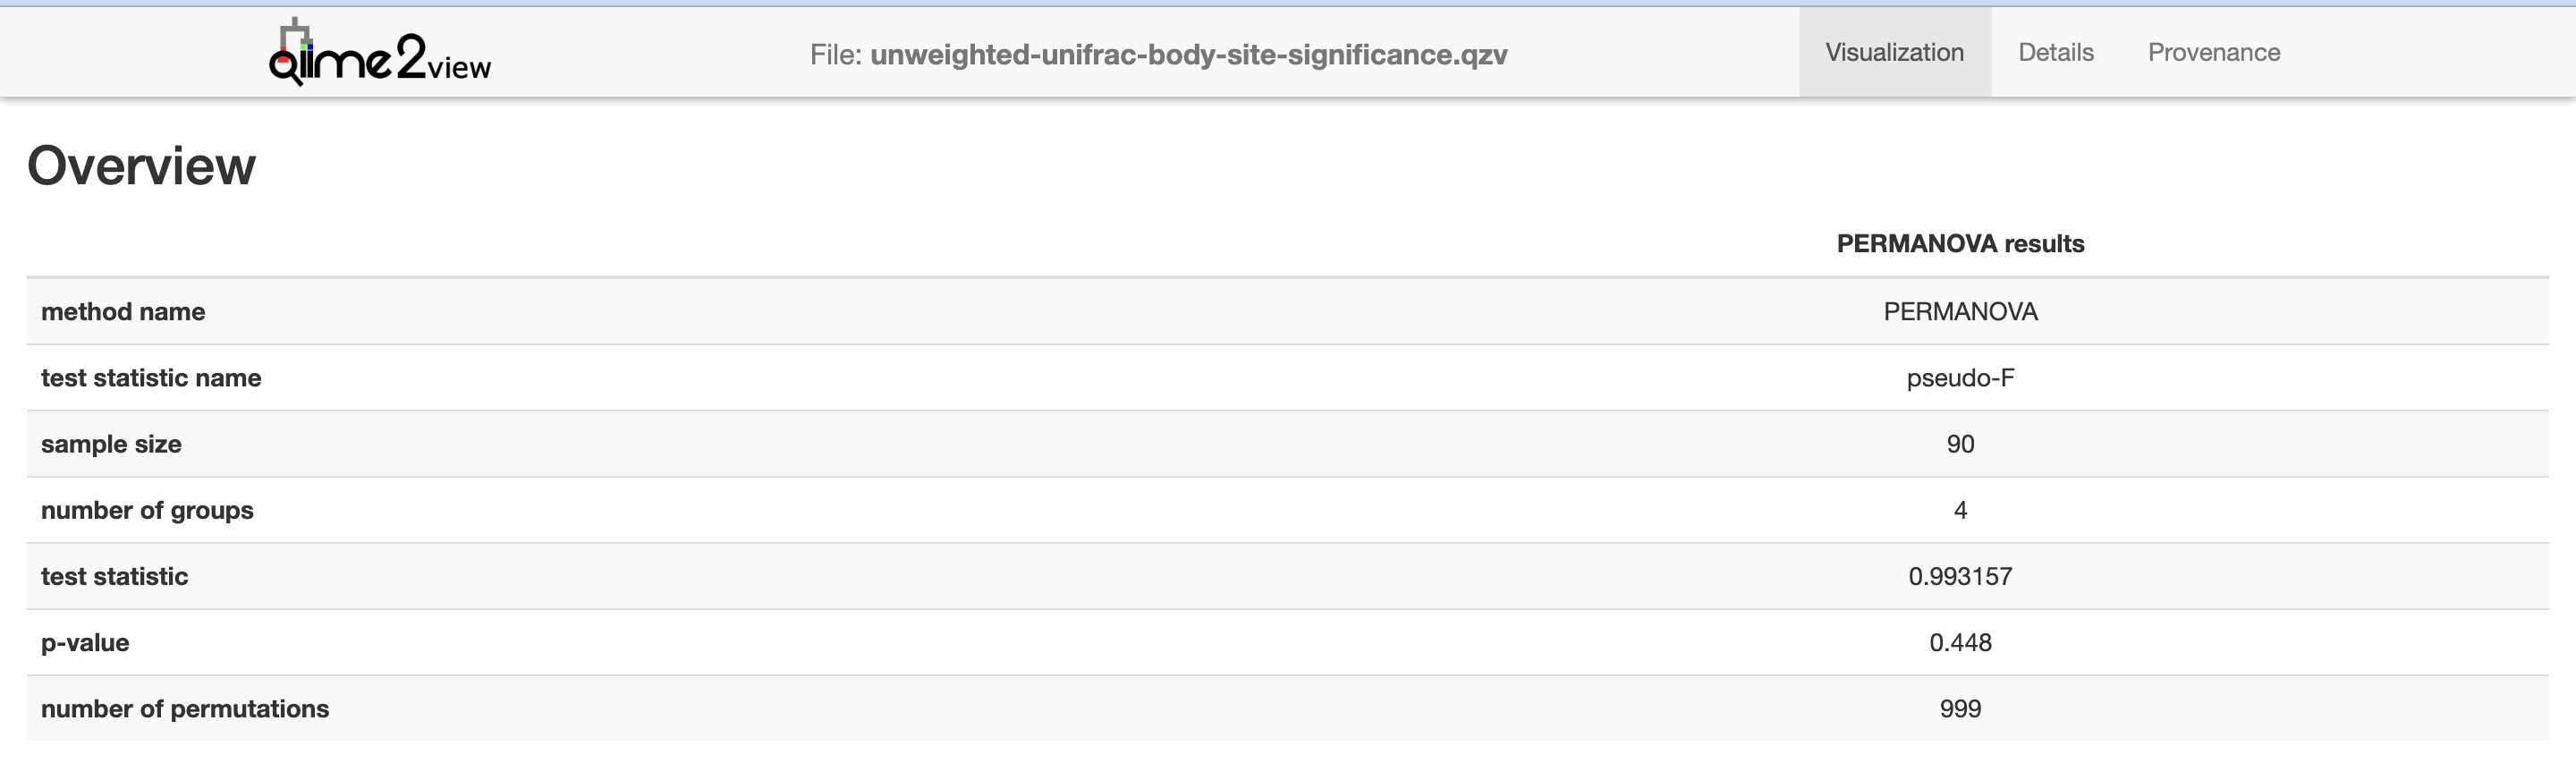 qiime2view File: unweighted-unifrac-body-site-significance.qzv Visualization Details Provenance
Overview
PERMANOVA results
method name PERMANOVA
test statistic name pseudo-F
sample size 90
number of groups 4
test statistic 0.993157
p-value 0.448
number of permutations 999